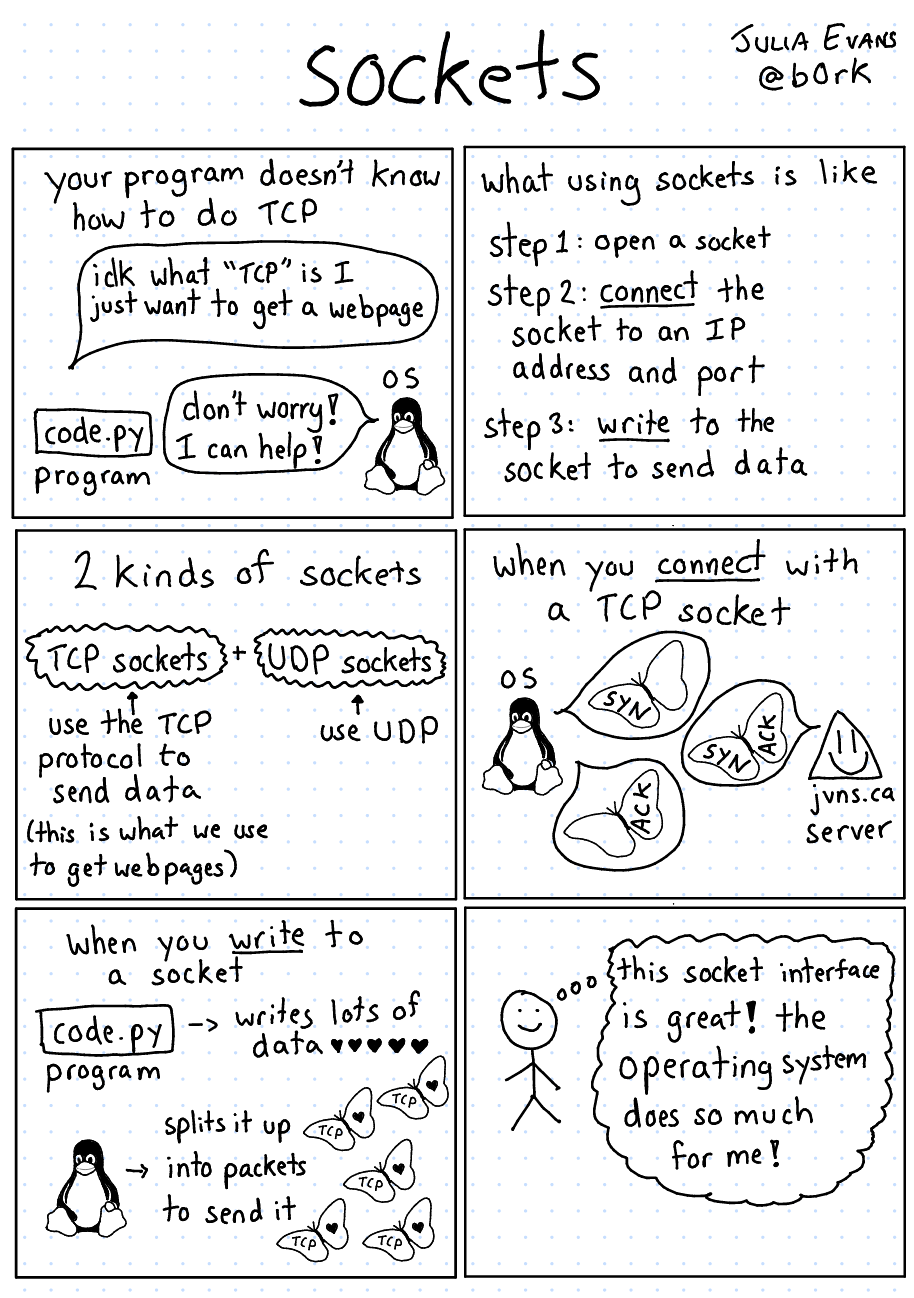 sockets
JULIA EVANS
@b0rk
your program doesn't know
how to do TCP
idk what "TCP" is I
just want to get a webpage
OS
don't worry!
I can help!
code.py
program
what using sockets is like
step 1: open a socket
step 2: connect the
socket to an IP
address and port
step 3: write to the
socket to send data
2 kinds of sockets
TCP sockets + UDP sockets
use the TCP
protocol to
send data
(this is what we use
to get webpages)
use UDP
when you connect with
a TCP socket
OS
SYN
SYN ACK
ACK
jvns.ca
server
when you write to
a socket
code.py
program
writes lots of
data ♥♥♥♥♥
splits it up
into packets
to send it
TCP
TCP
TCP
TCP
TCP
this socket interface
is great! the
operating system
does so much
for me!